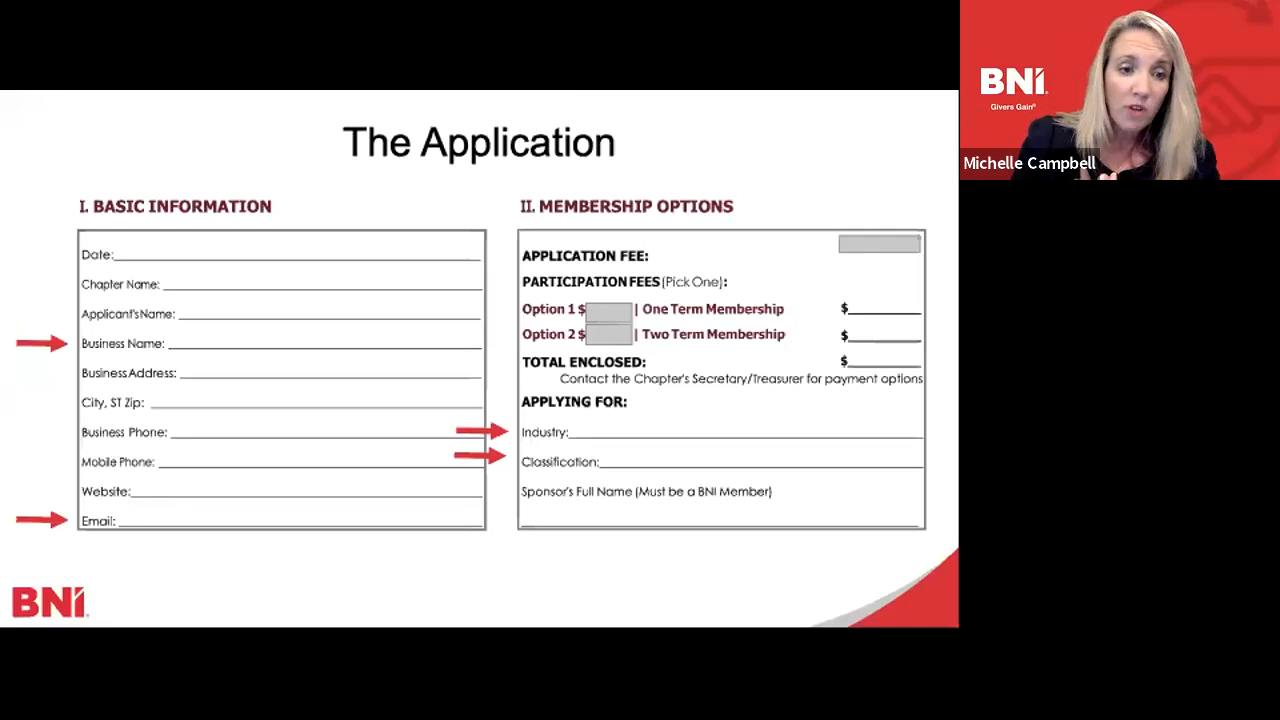 The Application
I. BASIC INFORMATION
Date:
Chapter Name:
Applicant's Name:
Business Name:
Business Address:
City, ST Zip:
Business Phone:
Mobile Phone:
Website:
Email:
II. MEMBERSHIP OPTIONS
APPLICATION FEE:
PARTICIPATION FEES (Pick One):
Option 1 $ | One Term Membership $
Option 2 $ | Two Term Membership $
TOTAL ENCLOSED: $
Contact the Chapter's Secretary/Treasurer for payment options
APPLYING FOR:
Industry:
Classification:
Sponsor's Full Name (Must be a BNI Member)
BNI
BNI
Givers Gain®
Michelle Campbell